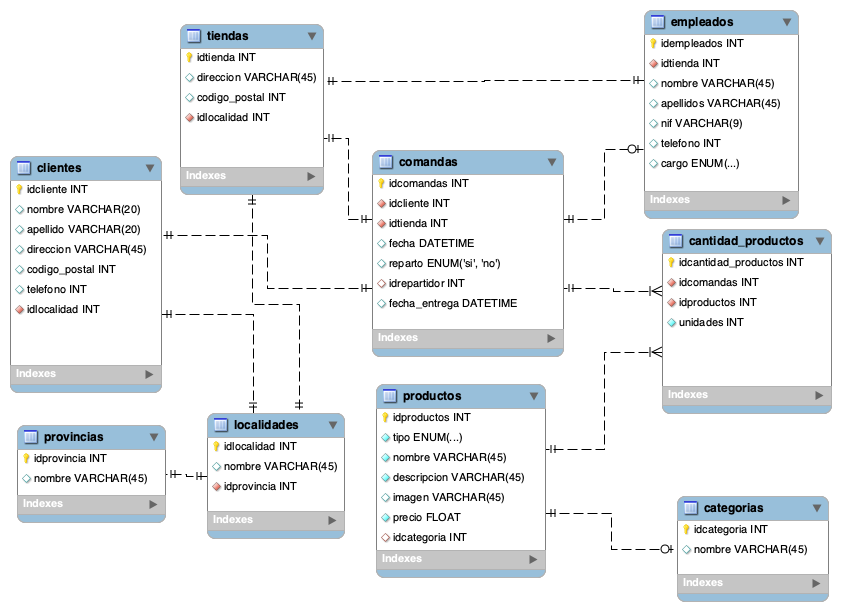 tiendas
idtienda INT
direccion VARCHAR(45)
codigo_postal INT
idlocalidad INT
Indexes
empleados
idempleados INT
idtienda INT
nombre VARCHAR(45)
apellidos VARCHAR(45)
nif VARCHAR(9)
telefono INT
cargo ENUM(...)
Indexes
clientes
idcliente INT
nombre VARCHAR(20)
apellido VARCHAR(20)
direccion VARCHAR(45)
codigo_postal INT
telefono INT
idlocalidad INT
Indexes
comandas
idcomandas INT
idcliente INT
idtienda INT
fecha DATETIME
reparto ENUM('si', 'no')
idrepartidor INT
fecha_entrega DATETIME
Indexes
cantidad_productos
idcantidad_productos INT
idcomandas INT
idproductos INT
unidades INT
Indexes
provincias
idprovincia INT
nombre VARCHAR(45)
Indexes
localidades
idlocalidad INT
nombre VARCHAR(45)
idprovincia INT
Indexes
productos
idproductos INT
tipo ENUM(...)
nombre VARCHAR(45)
descripcion VARCHAR(45)
imagen VARCHAR(45)
precio FLOAT
idcategoria INT
Indexes
categorias
idcategoria INT
nombre VARCHAR(45)
Indexes